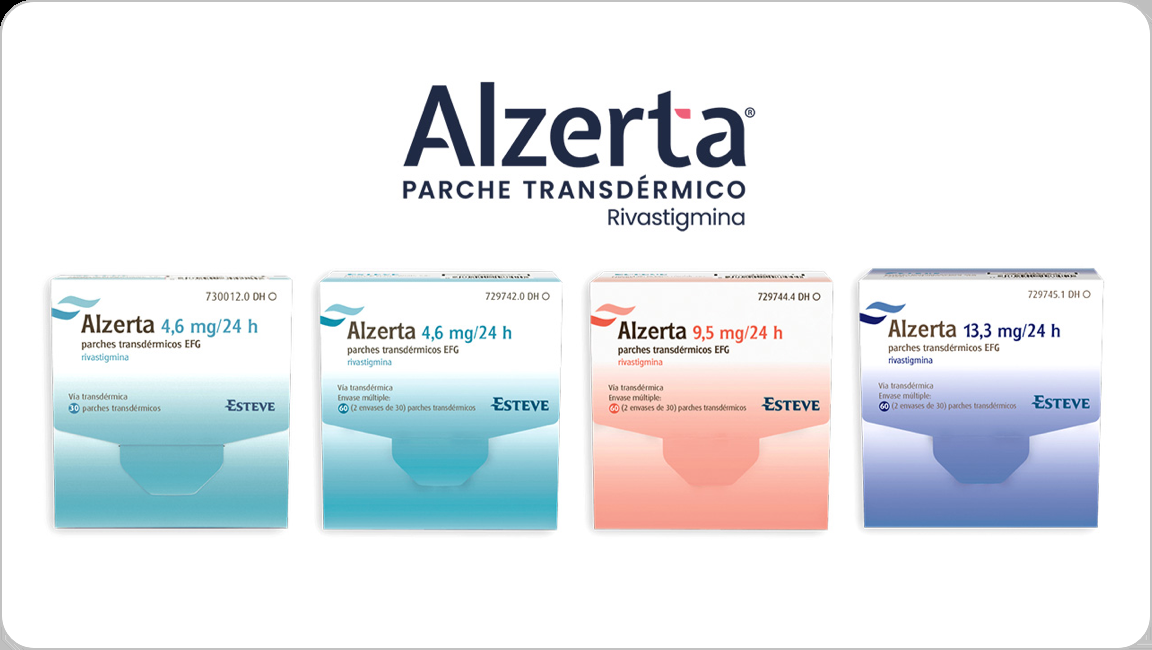 Alzerta®
PARCHE TRANSDÉRMICO
Rivastigmina
730012.0 DH O
Alzerta 4,6 mg/24 h
parches transdérmicos EFG
rivastigmina
Vía transdérmica
30 parches transdérmicos
ESTEVE
729742.0 DH O
Alzerta 4,6 mg/24 h
parches transdérmicos EFG
rivastigmina
Vía transdérmica
Envase múltiple:
60 (2 envases de 30) parches transdérmicos
ESTEVE
729744.4 DH O
Alzerta 9,5 mg/24 h
parches transdérmicos EFG
rivastigmina
Vía transdérmica
Envase múltiple:
60 (2 envases de 30) parches transdérmicos
ESTEVE
729745.1 DH O
Alzerta 13,3 mg/24 h
parches transdérmicos EFG
rivastigmina
Vía transdérmica
Envase múltiple:
60 (2 envases de 30) parches transdérmicos
ESTEVE